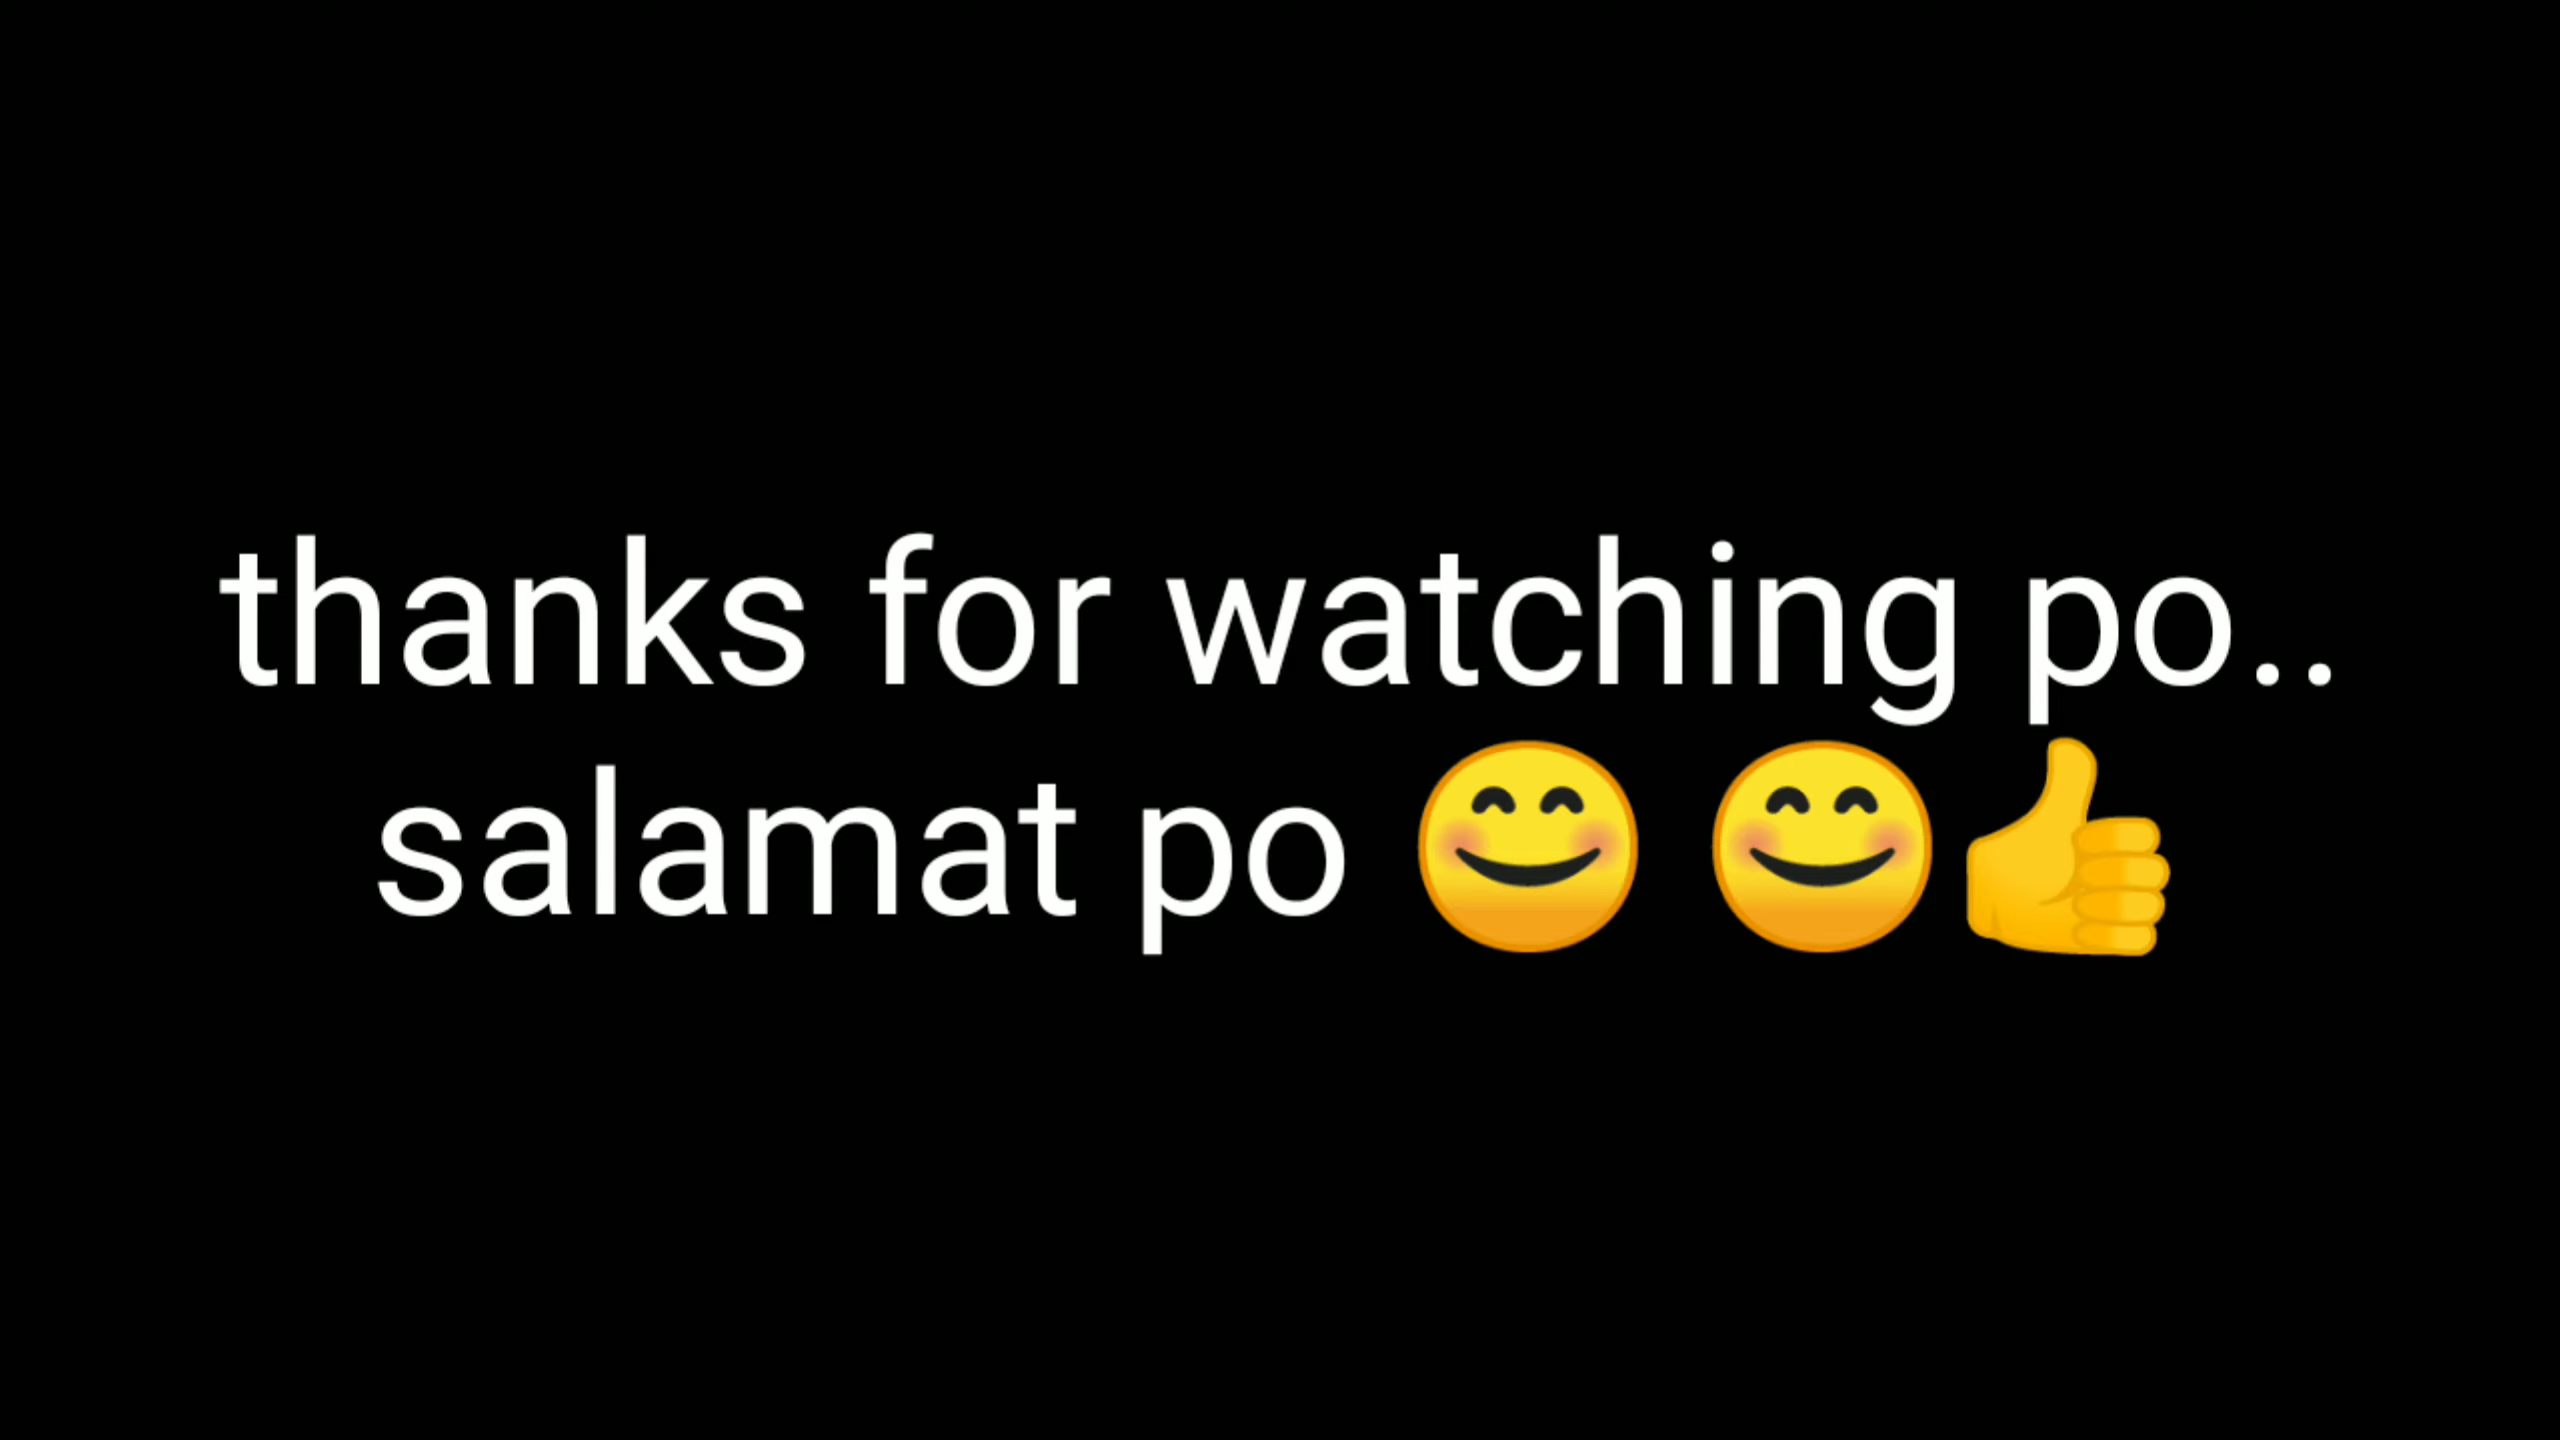 thanks for watching po..
salamat po 😊 😊👍